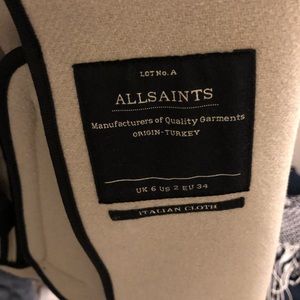 LOT No. A
ALLSAINTS
Manufacturers of Quality Garments
ORIGIN-TURKEY
UK 6 US 2 EU 34
ITALIAN CLOTH